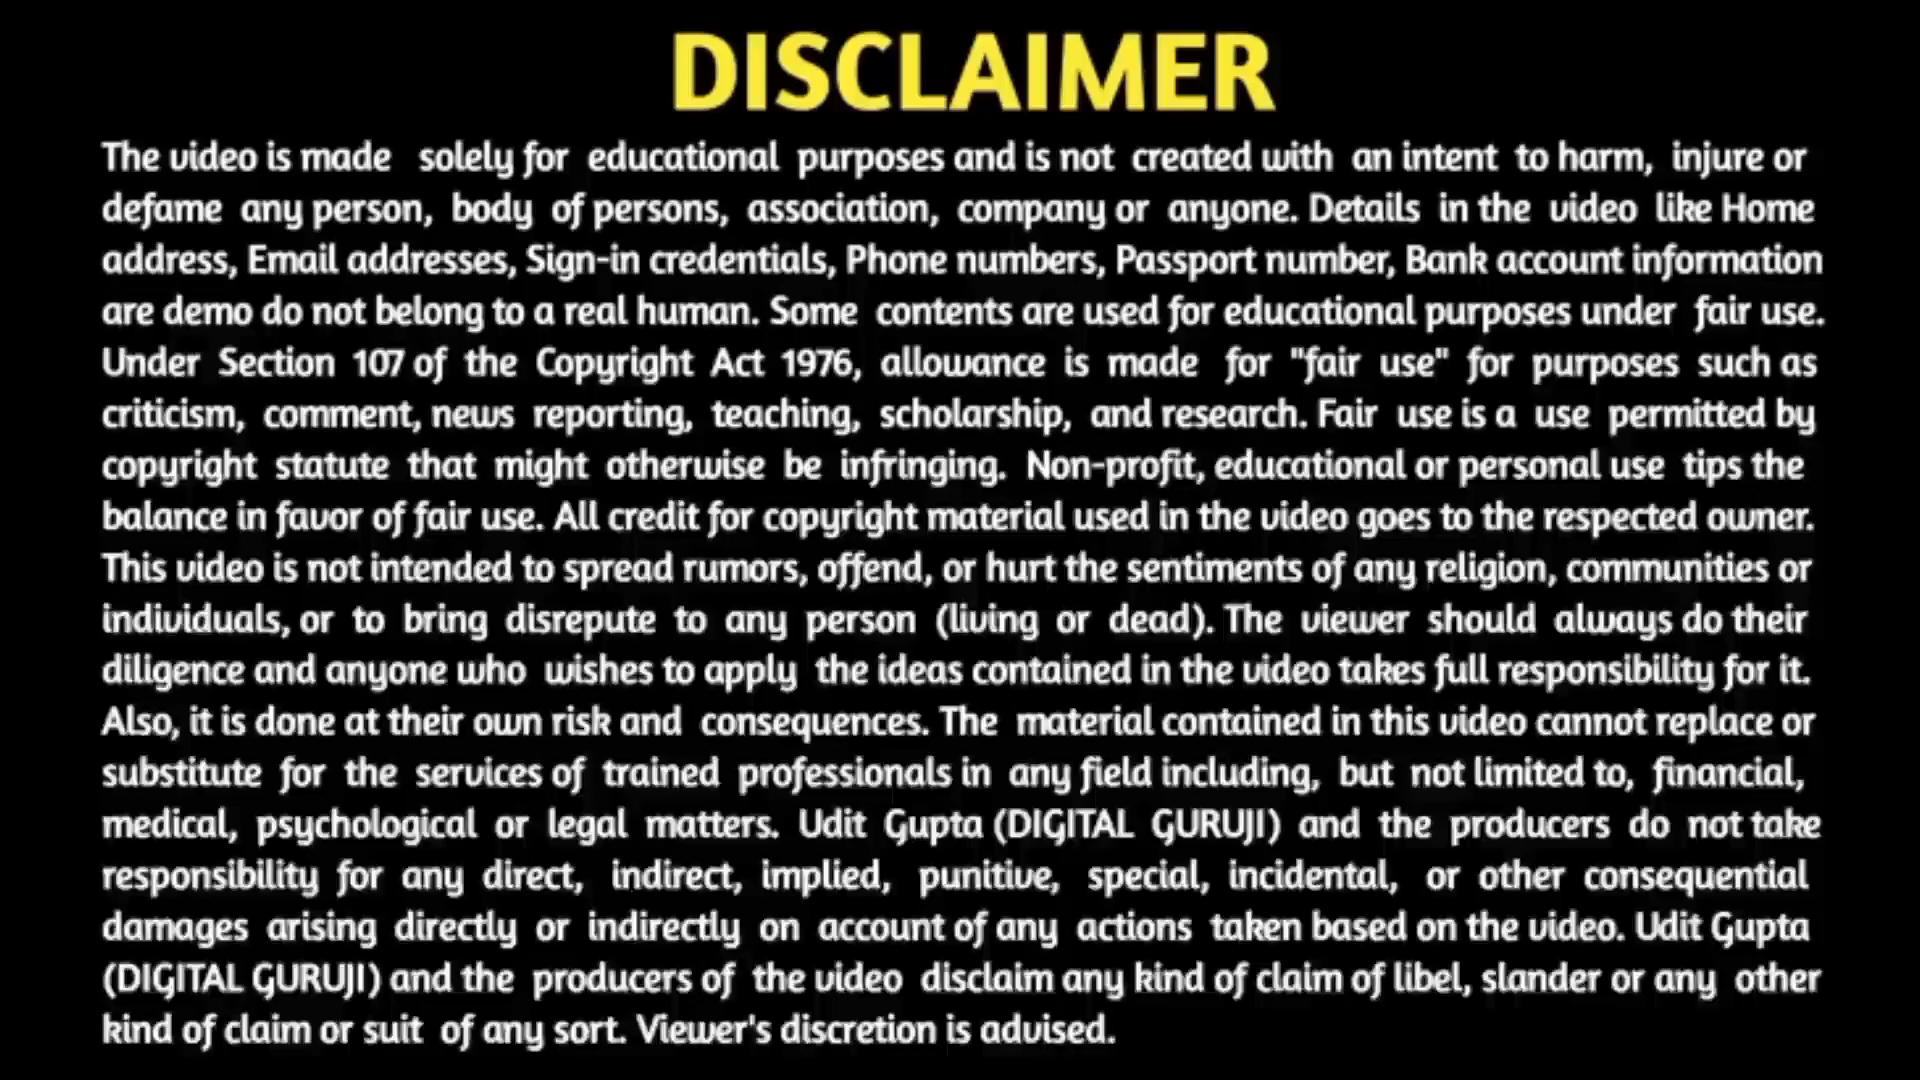 DISCLAIMER
The video is made solely for educational purposes and is not created with an intent to harm, injure or
defame any person, body of persons, association, company or anyone. Details in the video like Home
address, Email addresses, Sign-in credentials, Phone numbers, Passport number, Bank account information
are demo do not belong to a real human. Some contents are used for educational purposes under fair use.
Under Section 107 of the Copyright Act 1976, allowance is made for "fair use" for purposes such as
criticism, comment, news reporting, teaching, scholarship, and research. Fair use is a use permitted by
copyright statute that might otherwise be infringing. Non-profit, educational or personal use tips the
balance in favor of fair use. All credit for copyright material used in the video goes to the respected owner.
This video is not intended to spread rumors, offend, or hurt the sentiments of any religion, communities or
individuals, or to bring disrepute to any person (living or dead). The viewer should always do their
diligence and anyone who wishes to apply the ideas contained in the video takes full responsibility for it.
Also, it is done at their own risk and consequences. The material contained in this video cannot replace or
substitute for the services of trained professionals in any field including, but not limited to, financial,
medical, psychological or legal matters. Udit Gupta (DIGITAL GURUJI) and the producers do not take
responsibility for any direct, indirect, implied, punitive, special, incidental, or other consequential
damages arising directly or indirectly on account of any actions taken based on the video. Udit Gupta
(DIGITAL GURUJI) and the producers of the video disclaim any kind of claim of libel, slander or any other
kind of claim or suit of any sort. Viewer's discretion is advised.